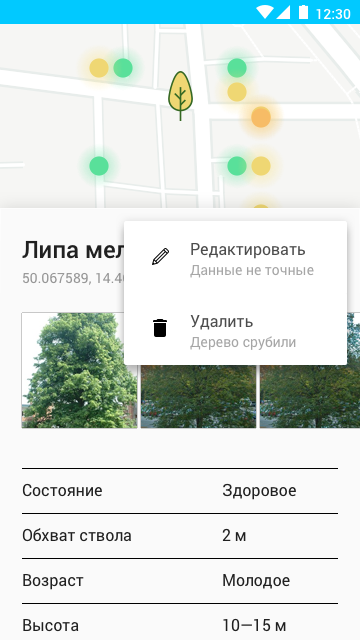 12:30
Липа мел
50.067589, 14.4
Редактировать
Данные не точные
Удалить
Дерево срубили
Состояние Здоровое
Обхват ствола 2 м
Возраст Молодое
Высота 10—15 м